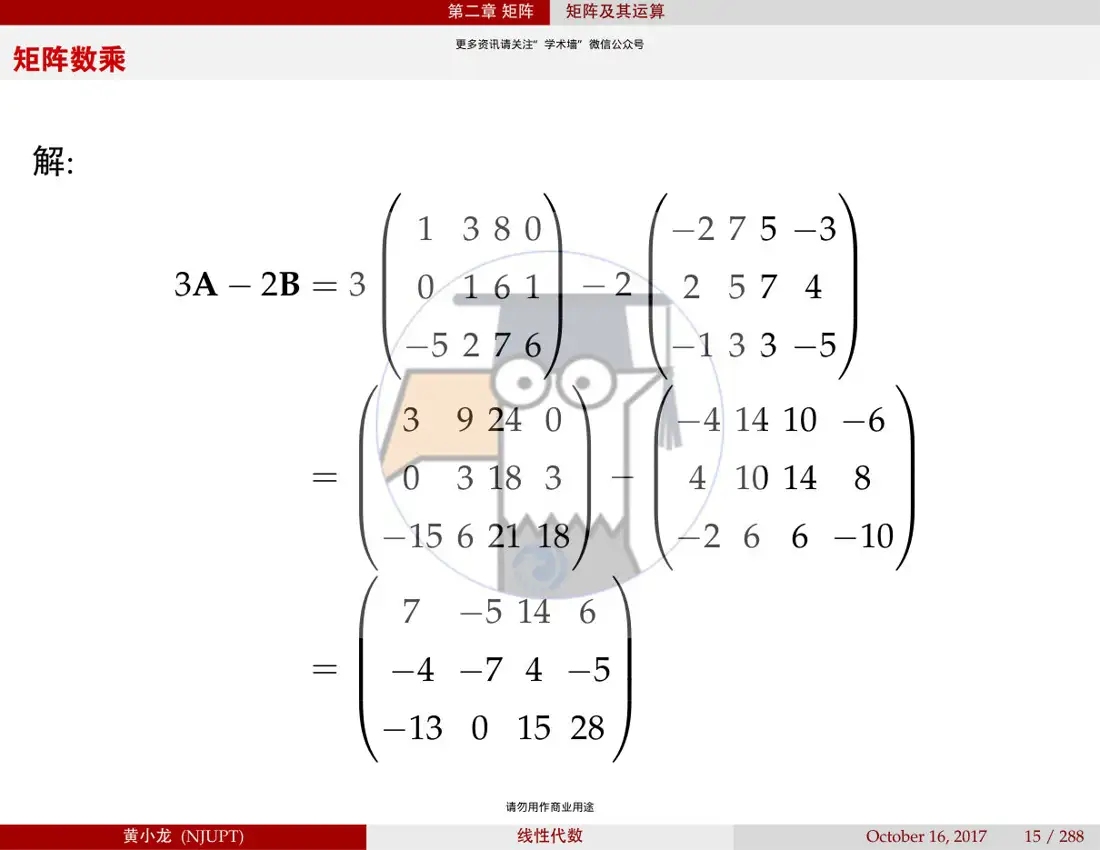 第二章 矩阵 矩阵及其运算
矩阵数乘
更多资讯请关注“学术墙”微信公众号
解:
3A − 2B = 3 ( 1 3 8 0
0 1 6 1
−5 2 7 6 ) − 2 ( −2 7 5 −3
2 5 7 4
−1 3 3 −5 )
= ( 3 9 24 0
0 3 18 3
−15 6 21 18 ) − ( −4 14 10 −6
4 10 14 8
−2 6 6 −10 )
= ( 7 −5 14 6
−4 −7 4 −5
−13 0 15 28 )
请勿用作商业用途
黄小龙 (NJUPT) 线性代数 October 16, 2017 15 / 288